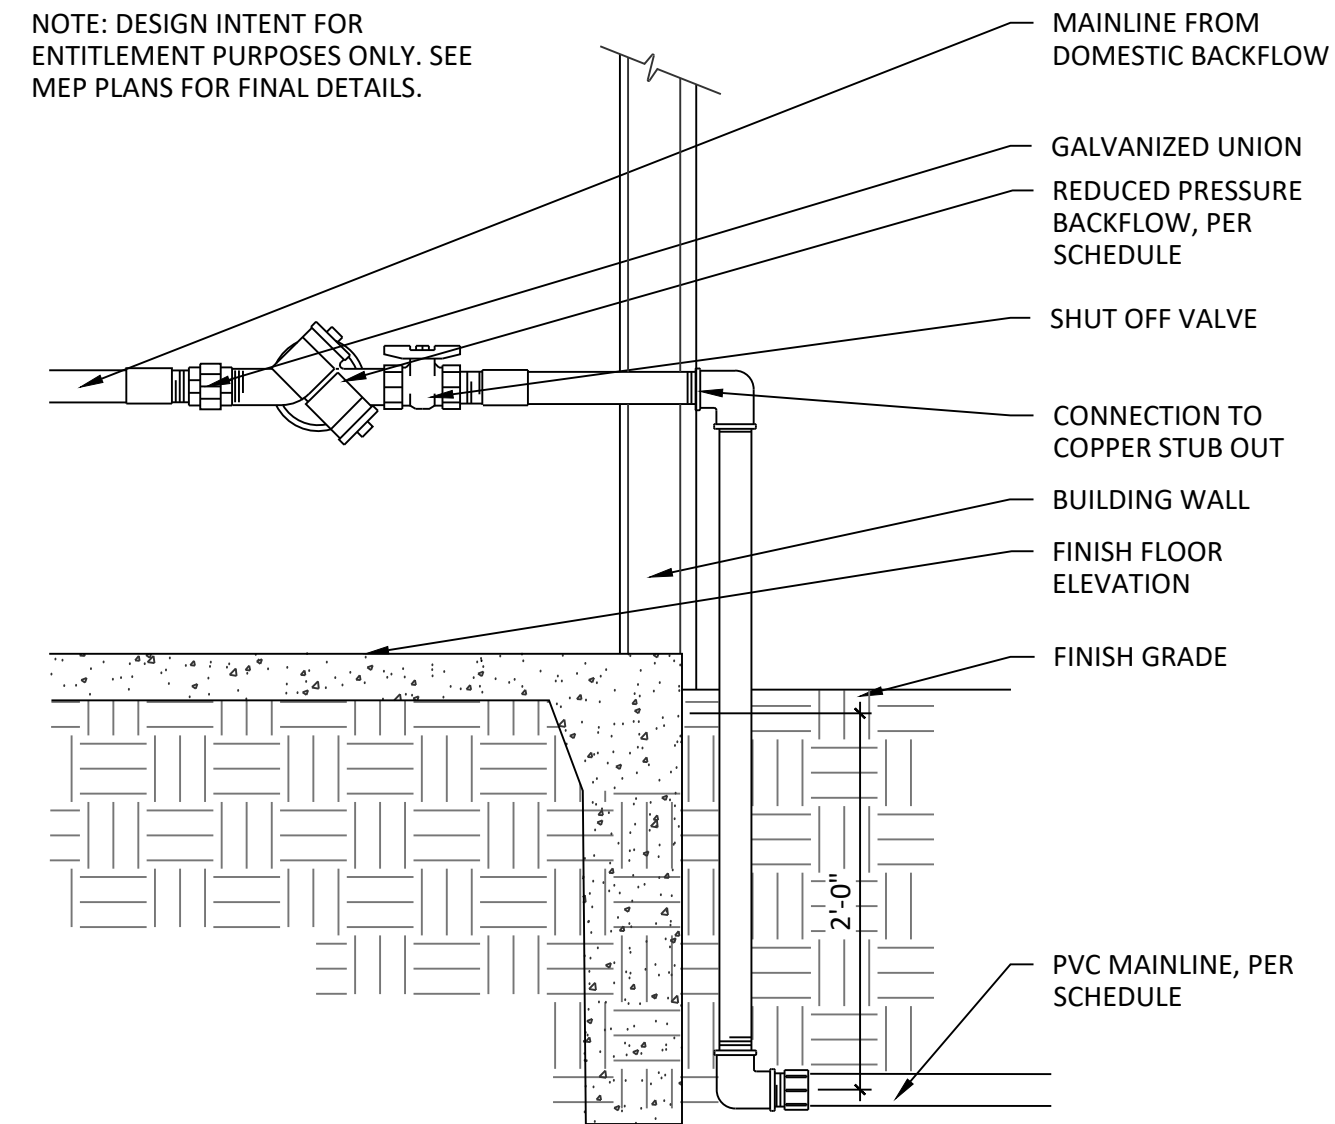 NOTE: DESIGN INTENT FOR
ENTITLEMENT PURPOSES ONLY. SEE
MEP PLANS FOR FINAL DETAILS.
MAINLINE FROM
DOMESTIC BACKFLOW
GALVANIZED UNION
REDUCED PRESSURE
BACKFLOW, PER
SCHEDULE
SHUT OFF VALVE
CONNECTION TO
COPPER STUB OUT
BUILDING WALL
FINISH FLOOR
ELEVATION
FINISH GRADE
2'-0"
PVC MAINLINE, PER
SCHEDULE